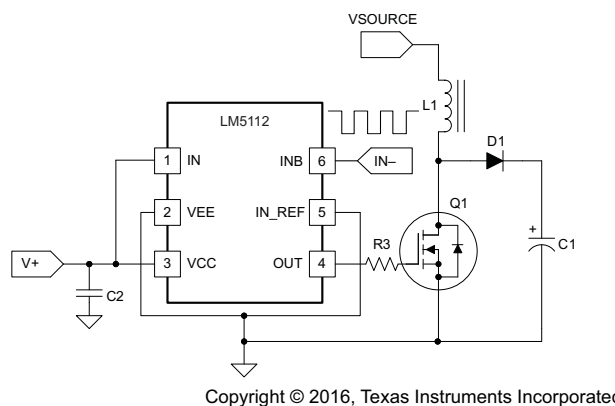 VSOURCE
L1
LM5112
D1
1 IN INB 6 IN–
Q1
2 VEE IN_REF 5
R3
+ C1
V+
3 VCC OUT 4
C2
Copyright © 2016, Texas Instruments Incorporated